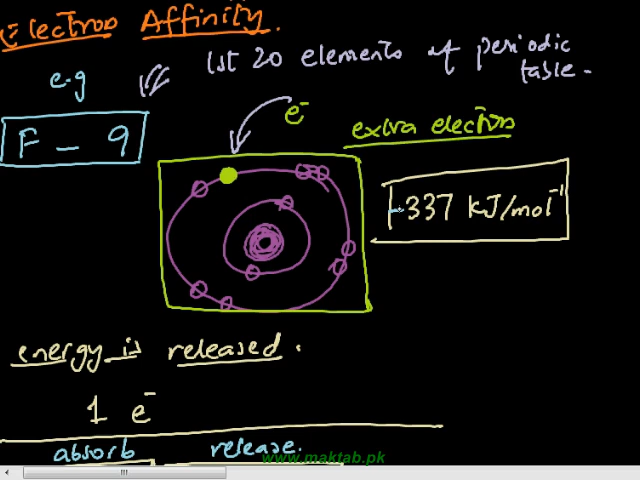 Electron Affinity.
e.g 1st 20 elements of periodic
table.
F – 9
e⁻
extra electron
-337 KJ/mol⁻¹
energy is released.
1 e⁻
absorb release.
www.maktab.pk